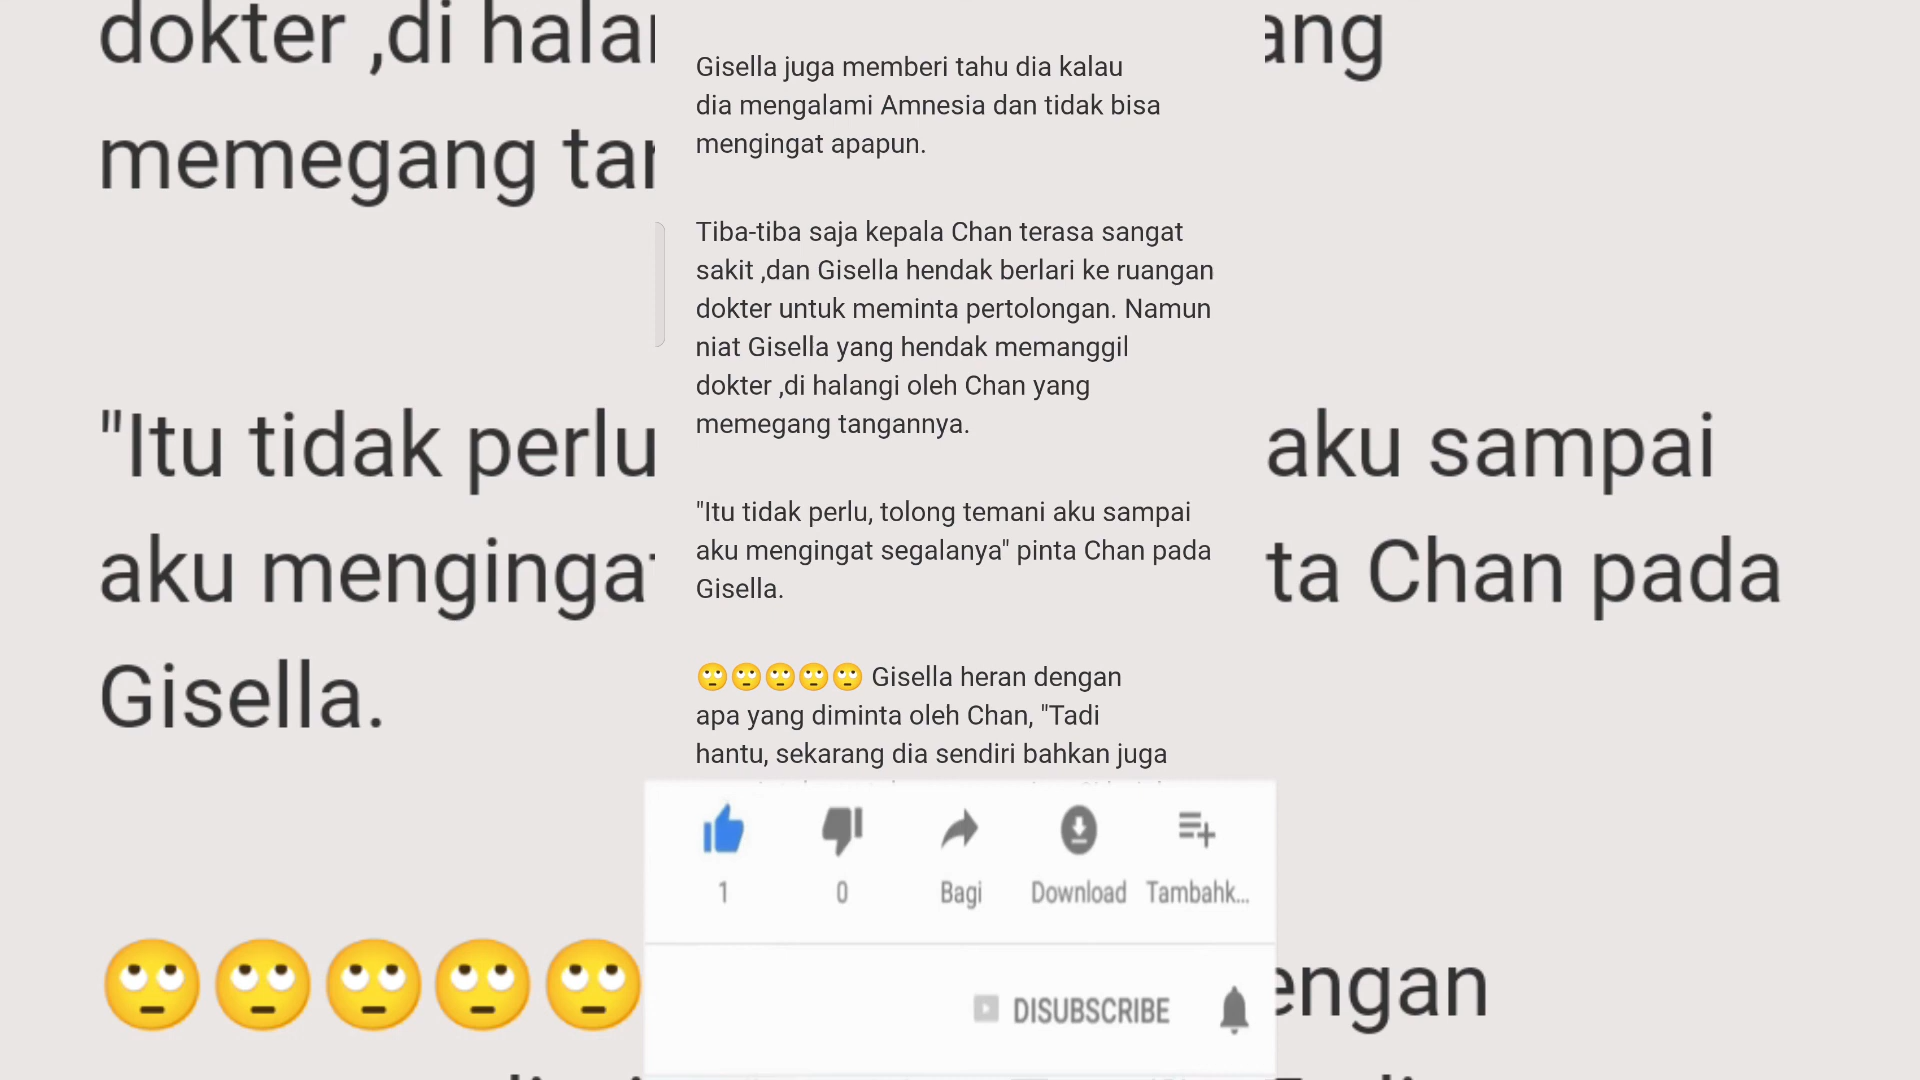 dokter ,di
ang
memegang
"Itu tidak perlu
aku sampai
aku
ta Chan pada
Gisella.
🙄🙄🙄🙄🙄
engan
Gisella juga memberi tahu dia kalau
dia mengalami Amnesia dan tidak bisa
mengingat apapun.
Tiba-tiba saja kepala Chan terasa sangat
sakit ,dan Gisella hendak berlari ke ruangan
dokter untuk meminta pertolongan. Namun
niat Gisella yang hendak memanggil
dokter ,di halangi oleh Chan yang
memegang tangannya.
"Itu tidak perlu, tolong temani aku sampai
aku mengingat segalanya" pinta Chan pada
Gisella.
🙄🙄🙄🙄🙄 Gisella heran dengan
apa yang diminta oleh Chan, "Tadi
hantu, sekarang dia sendiri bahkan juga
1
0
Bagi
Download
Tambahk...
DISUBSCRIBE